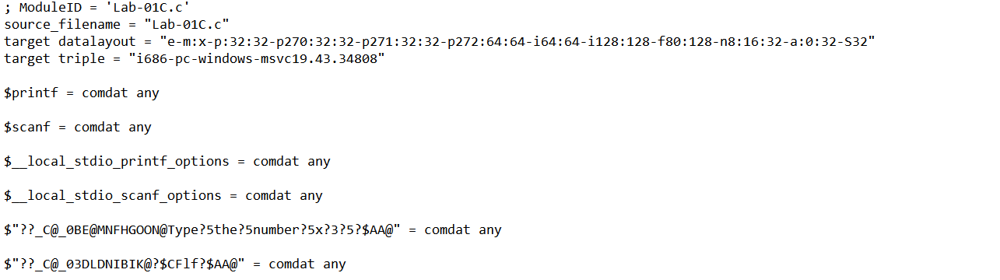 ; ModuleID = 'Lab-01C.c'
source_filename = "Lab-01C.c"
target datalayout = "e-m:x-p:32:32-p270:32:32-p271:32:32-p272:64:64-i64:64-i128:128-f80:128-n8:16:32-a:0:32-S32"
target triple = "i686-pc-windows-msvc19.43.34808"
$printf = comdat any
$scanf = comdat any
$__local_stdio_printf_options = comdat any
$__local_stdio_scanf_options = comdat any
$"??_C@_0BE@MNFHGOON@Type?5the?5number?5x?3?5?$AA@" = comdat any
$"??_C@_03DLDNIBIK@?$CFlf?$AA@" = comdat any